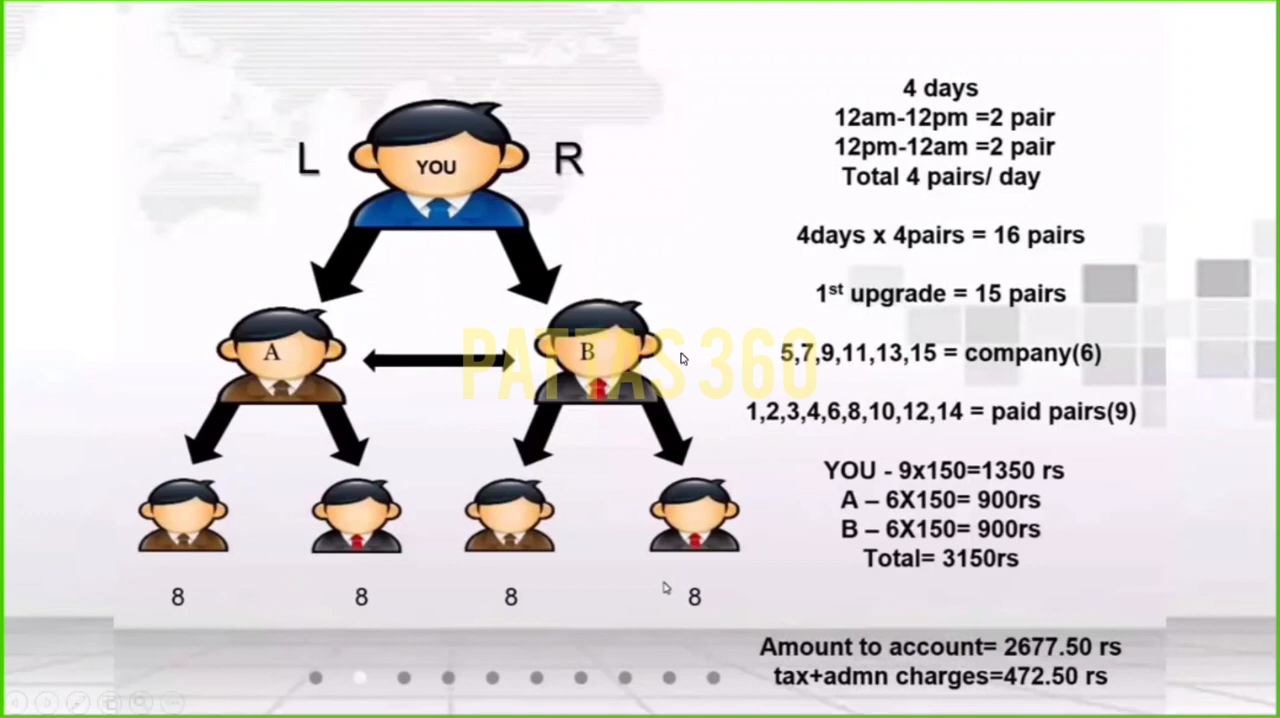 L
YOU
R
A
B
8
8
8
8
4 days
12am-12pm =2 pair
12pm-12am =2 pair
Total 4 pairs/ day
4days x 4pairs = 16 pairs
1st upgrade = 15 pairs
5,7,9,11,13,15 = company(6)
1,2,3,4,6,8,10,12,14 = paid pairs(9)
YOU - 9x150=1350 rs
A – 6X150= 900rs
B – 6X150= 900rs
Total= 3150rs
Amount to account= 2677.50 rs
tax+admn charges=472.50 rs
PATTAS 360